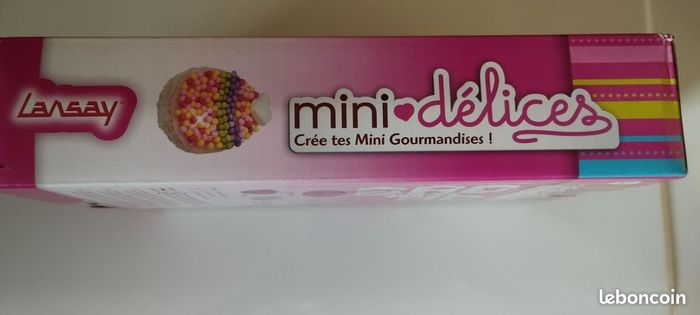 Lansay
mini délices
Crée tes Mini Gourmandises !
leboncoin